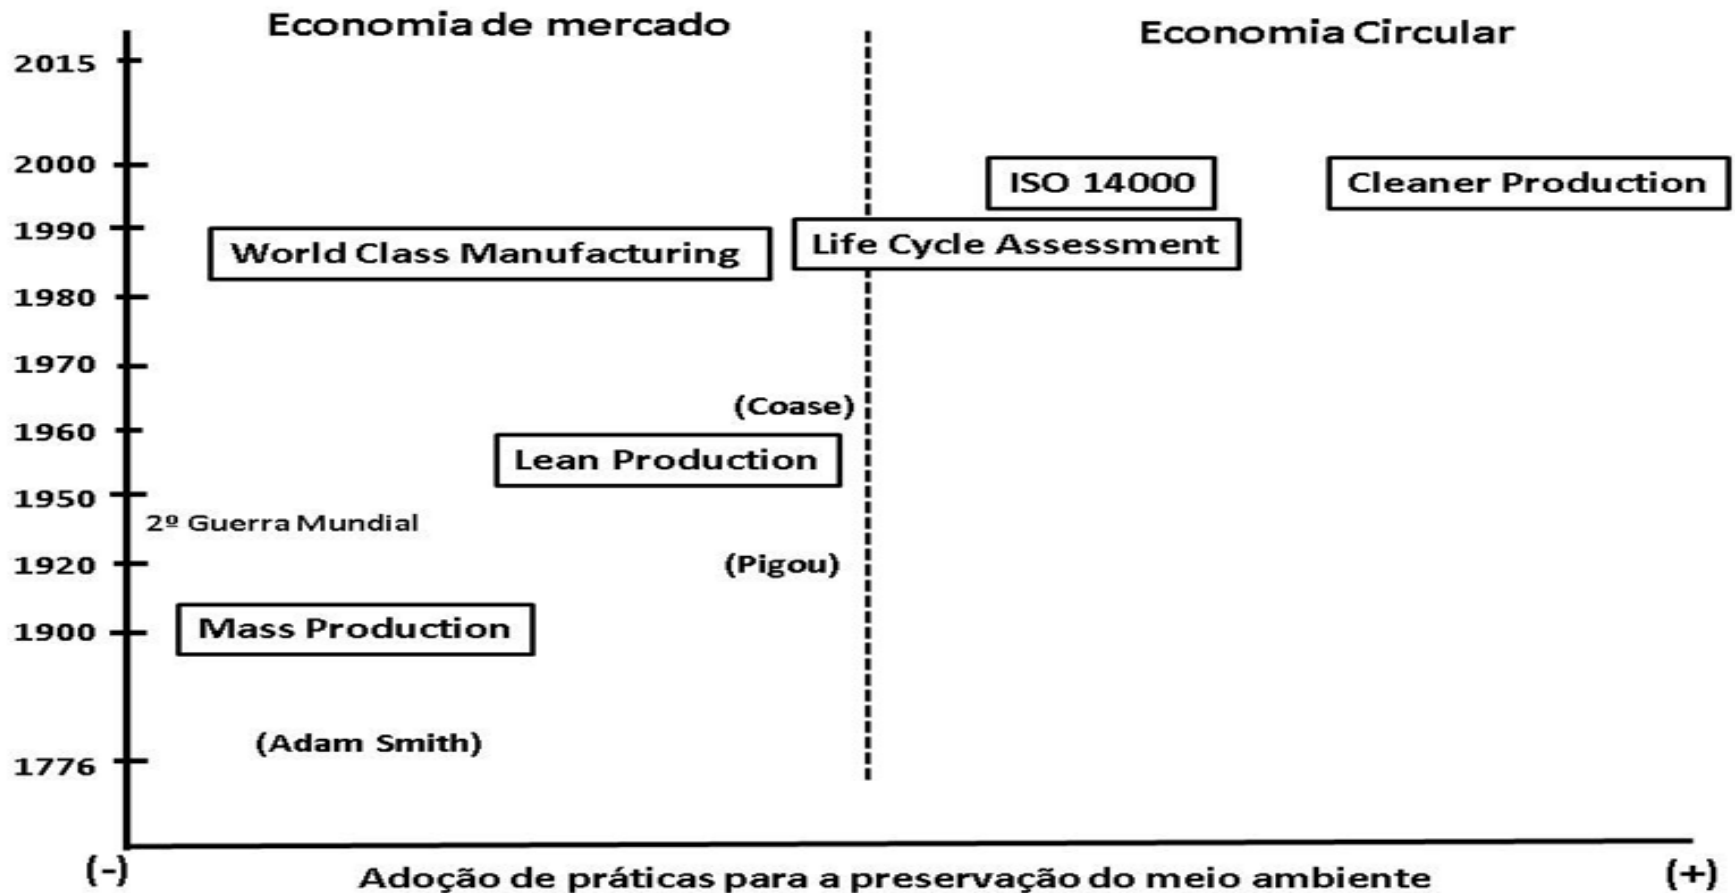 Economia de mercado
Economia Circular
2015
2000
ISO 14000
Cleaner Production
1990
World Class Manufacturing
Life Cycle Assessment
1980
1970
(Coase)
1960
Lean Production
1950
2º Guerra Mundial
1920
(Pigou)
1900
Mass Production
(Adam Smith)
1776
(-)
Adoção de práticas para a preservação do meio ambiente
(+)